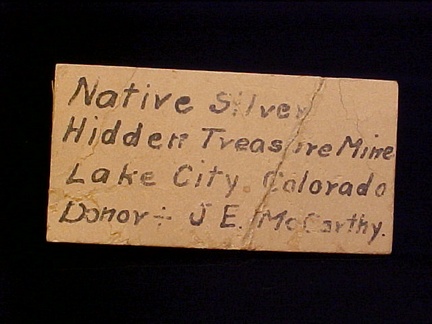 Native Silver
Hidden Treasure Mine
Lake City. Colorado
Donor÷ J E. McCarthy.